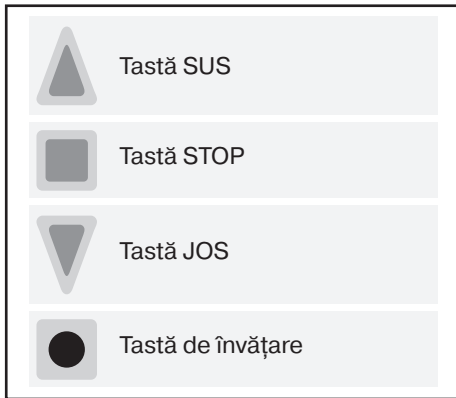 Tastă SUS
Tastă STOP
Tastă JOS
Tastă de învățare